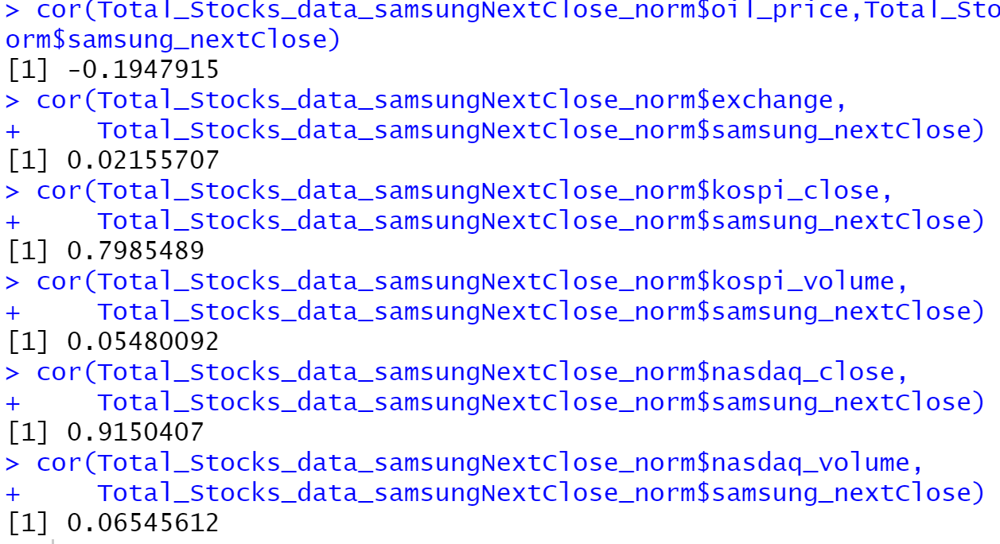 > cor(Total_Stocks_data_samsungNextClose_norm$oil_price,Total_Sto
orm$samsung_nextClose)
[1] -0.1947915
> cor(Total_Stocks_data_samsungNextClose_norm$exchange,
+     Total_Stocks_data_samsungNextClose_norm$samsung_nextClose)
[1] 0.02155707
> cor(Total_Stocks_data_samsungNextClose_norm$kospi_close,
+     Total_Stocks_data_samsungNextClose_norm$samsung_nextClose)
[1] 0.7985489
> cor(Total_Stocks_data_samsungNextClose_norm$kospi_volume,
+     Total_Stocks_data_samsungNextClose_norm$samsung_nextClose)
[1] 0.05480092
> cor(Total_Stocks_data_samsungNextClose_norm$nasdaq_close,
+     Total_Stocks_data_samsungNextClose_norm$samsung_nextClose)
[1] 0.9150407
> cor(Total_Stocks_data_samsungNextClose_norm$nasdaq_volume,
+     Total_Stocks_data_samsungNextClose_norm$samsung_nextClose)
[1] 0.06545612